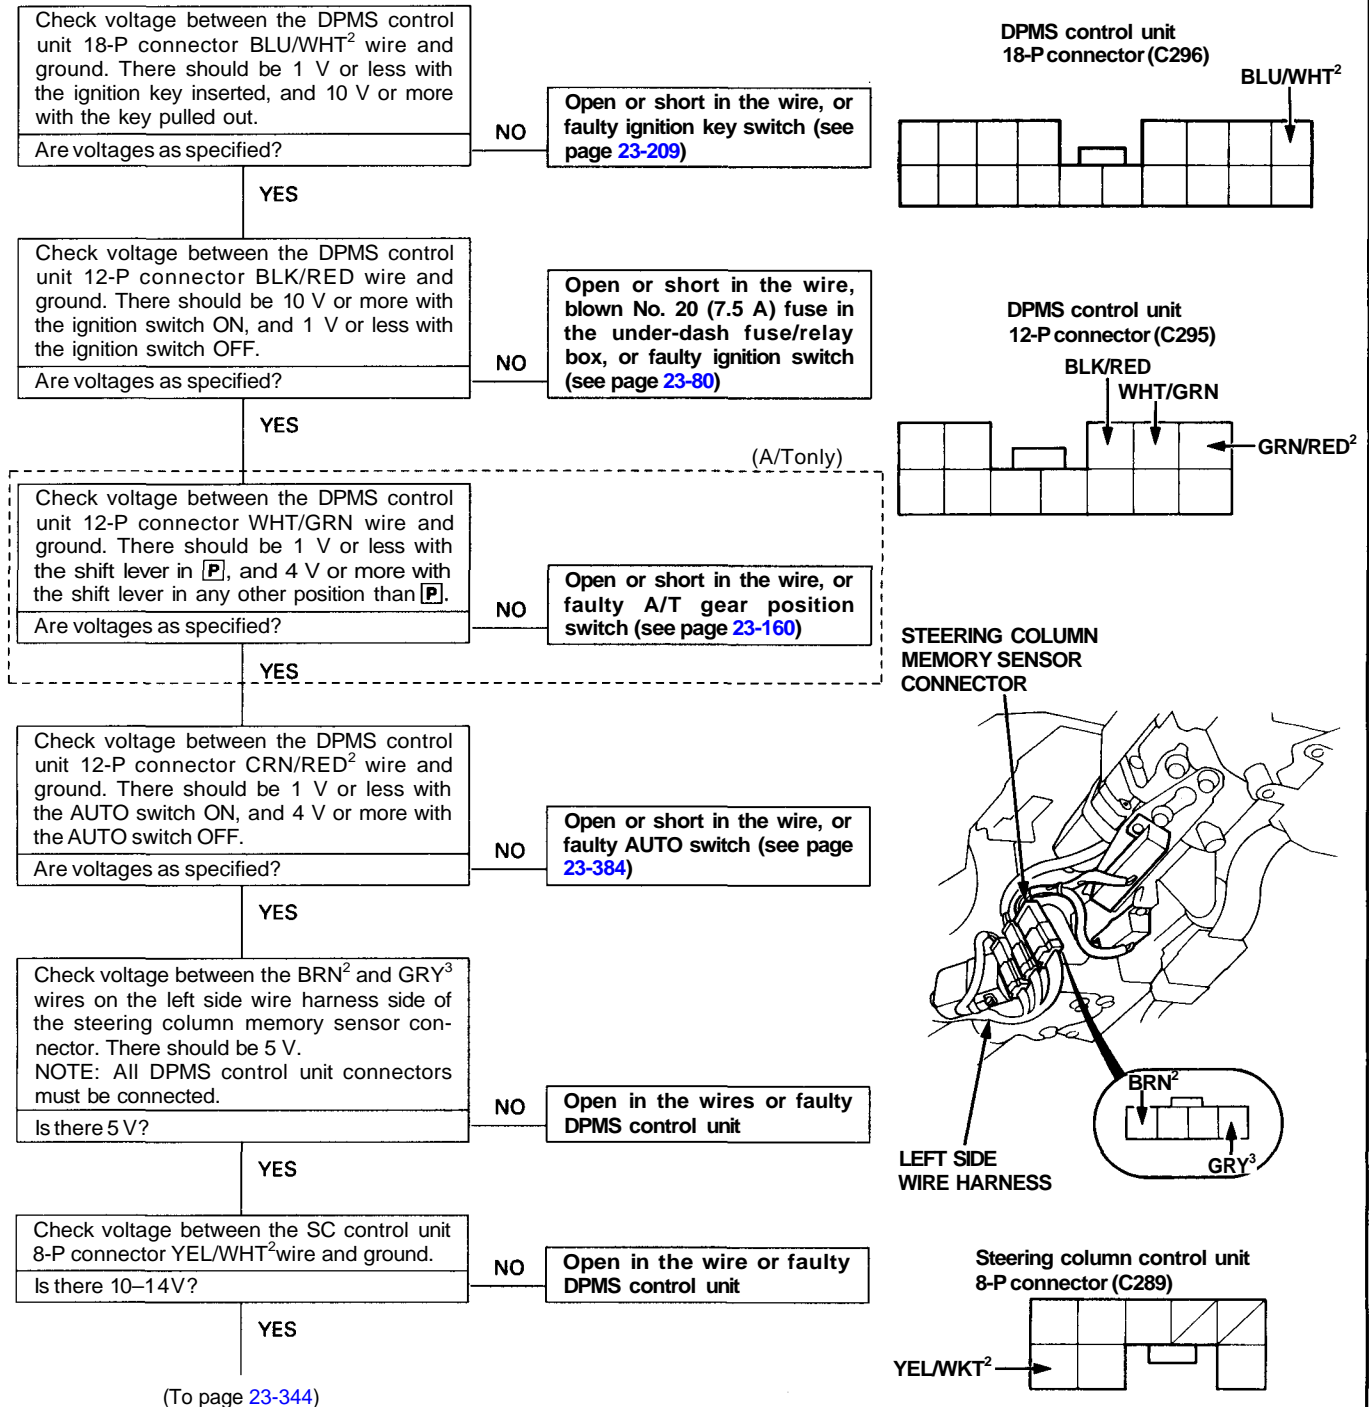 Check voltage between the DPMS control
unit 18-P connector BLU/WHT² wire and
ground. There should be 1 V or less with
the ignition key inserted, and 10 V or more
with the key pulled out.
Are voltages as specified?
NO
Open or short in the wire, or
faulty ignition key switch (see
page 23-209)
YES
Check voltage between the DPMS control
unit 12-P connector BLK/RED wire and
ground. There should be 10 V or more with
the ignition switch ON, and 1 V or less with
the ignition switch OFF.
Are voltages as specified?
NO
Open or short in the wire,
blown No. 20 (7.5 A) fuse in
the under-dash fuse/relay
box, or faulty ignition switch
(see page 23-80)
YES
(A/Tonly)
Check voltage between the DPMS control
unit 12-P connector WHT/GRN wire and
ground. There should be 1 V or less with
the shift lever in P, and 4 V or more with
the shift lever in any other position than P.
Are voltages as specified?
NO
Open or short in the wire, or
faulty A/T gear position
switch (see page 23-160)
YES
Check voltage between the DPMS control
unit 12-P connector CRN/RED² wire and
ground. There should be 1 V or less with
the AUTO switch ON, and 4 V or more with
the AUTO switch OFF.
Are voltages as specified?
NO
Open or short in the wire, or
faulty AUTO switch (see page
23-384)
YES
Check voltage between the BRN² and GRY³
wires on the left side wire harness side of
the steering column memory sensor con-
nector. There should be 5 V.
NOTE: All DPMS control unit connectors
must be connected.
Is there 5 V?
NO
Open in the wires or faulty
DPMS control unit
YES
Check voltage between the SC control unit
8-P connector YEL/WHT² wire and ground.
Is there 10–14V?
NO
Open in the wire or faulty
DPMS control unit
YES
(To page 23-344)
DPMS control unit
18-P connector (C296)
BLU/WHT²
DPMS control unit
12-P connector (C295)
BLK/RED
WHT/GRN
GRN/RED²
STEERING COLUMN
MEMORY SENSOR
CONNECTOR
BRN²
GRY³
LEFT SIDE
WIRE HARNESS
Steering column control unit
8-P connector (C289)
YEL/WKT²